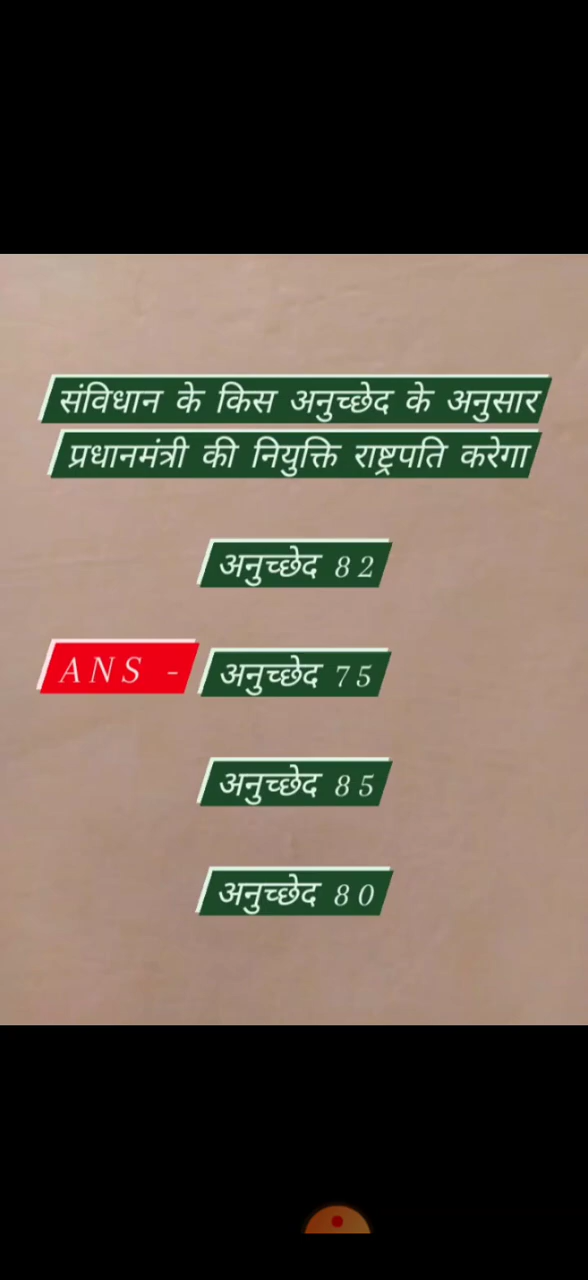 संविधान के किस अनुच्छेद के अनुसार
प्रधानमंत्री की नियुक्ति राष्ट्रपति करेगा
अनुच्छेद 82
ANS - अनुच्छेद 75
अनुच्छेद 85
अनुच्छेद 80